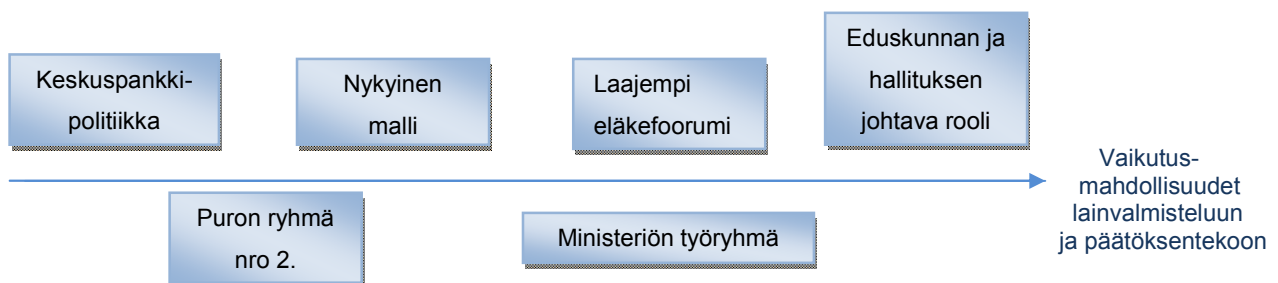 Keskuspankki-
politiikka
Nykyinen
malli
Laajempi
eläkefoorumi
Eduskunnan ja
hallituksen
johtava rooli
Puron ryhmä
nro 2.
Ministeriön työryhmä
Vaikutus-
mahdollisuudet
lainvalmisteluun
ja päätöksentekoon